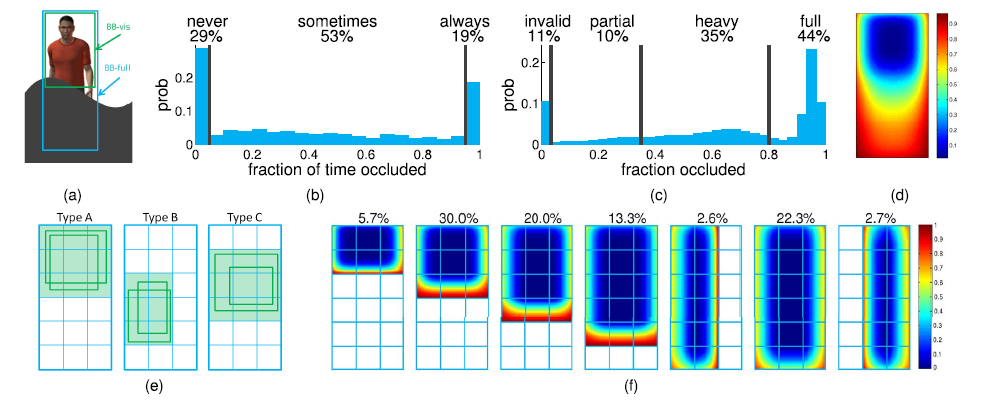 BB-vis
BB-full
(a)
never sometimes always
29% 53% 19%
prob
0.2
0.1
0
0 0.2 0.4 0.6 0.8 1
fraction of time occluded
(b)
invalid partial heavy full
11% 10% 35% 44%
prob
0.2
0.1
0
0 0.2 0.4 0.6 0.8 1
fraction occluded
(c)
0.9
0.8
0.7
0.6
0.5
0.4
0.3
0.2
0.1
(d)
Type A Type B Type C
(e)
5.7% 30.0% 20.0% 13.3% 2.6% 22.3% 2.7%
1
0.9
0.8
0.7
0.6
0.5
0.4
0.3
0.2
0.1
0
(f)